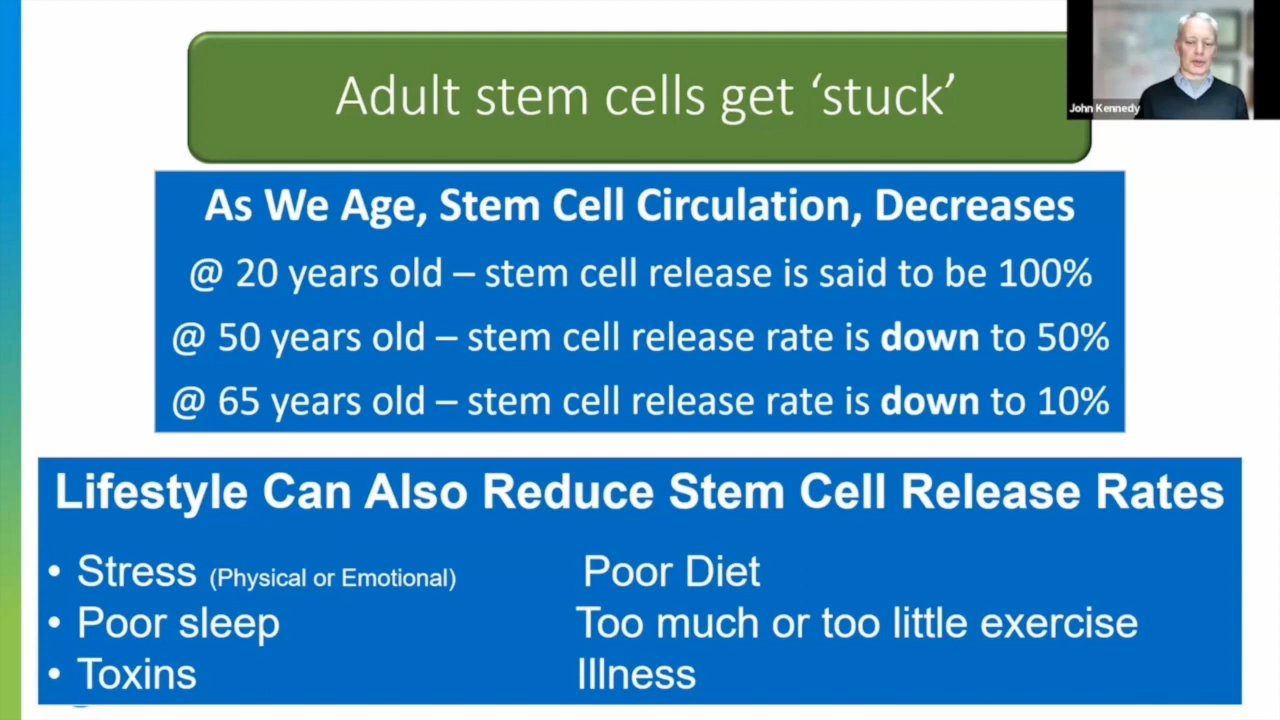 Adult stem cells get ‘stuck’
John Kennedy
As We Age, Stem Cell Circulation, Decreases
@ 20 years old – stem cell release is said to be 100%
@ 50 years old – stem cell release rate is down to 50%
@ 65 years old – stem cell release rate is down to 10%
Lifestyle Can Also Reduce Stem Cell Release Rates
• Stress (Physical or Emotional) Poor Diet
• Poor sleep Too much or too little exercise
• Toxins Illness